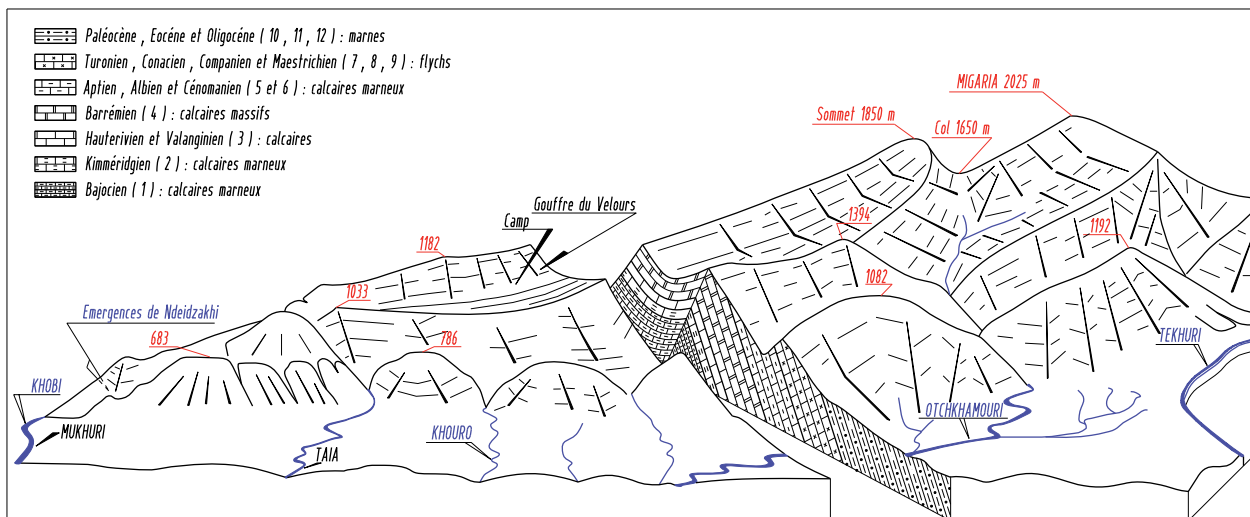 Paléocène , Eocéne et Oligocéne ( 10 , 11 , 12 ) : marnes
Turonien , Conacien , Companien et Maestrichien ( 7 , 8 , 9 ) : flychs
Aptien , Albien et Cénomanien ( 5 et 6 ) : calcaires marneux
Barrémien ( 4 ) : calcaires massifs
Hauterivien et Valanginien ( 3 ) : calcaires
Kimméridgien ( 2 ) : calcaires marneux
Bajocien ( 1 ) : calcaires marneux
MIGARIA 2025 m
Sommet 1850 m
Col 1650 m
Gouffre du Velours
Camp
1394
1192
1182
1082
1033
Emergences de Ndeidzakhi
683
786
TEKHURI
KHOBI
OTCHKHAMOURI
MUKHURI
KHOURO
TAIA